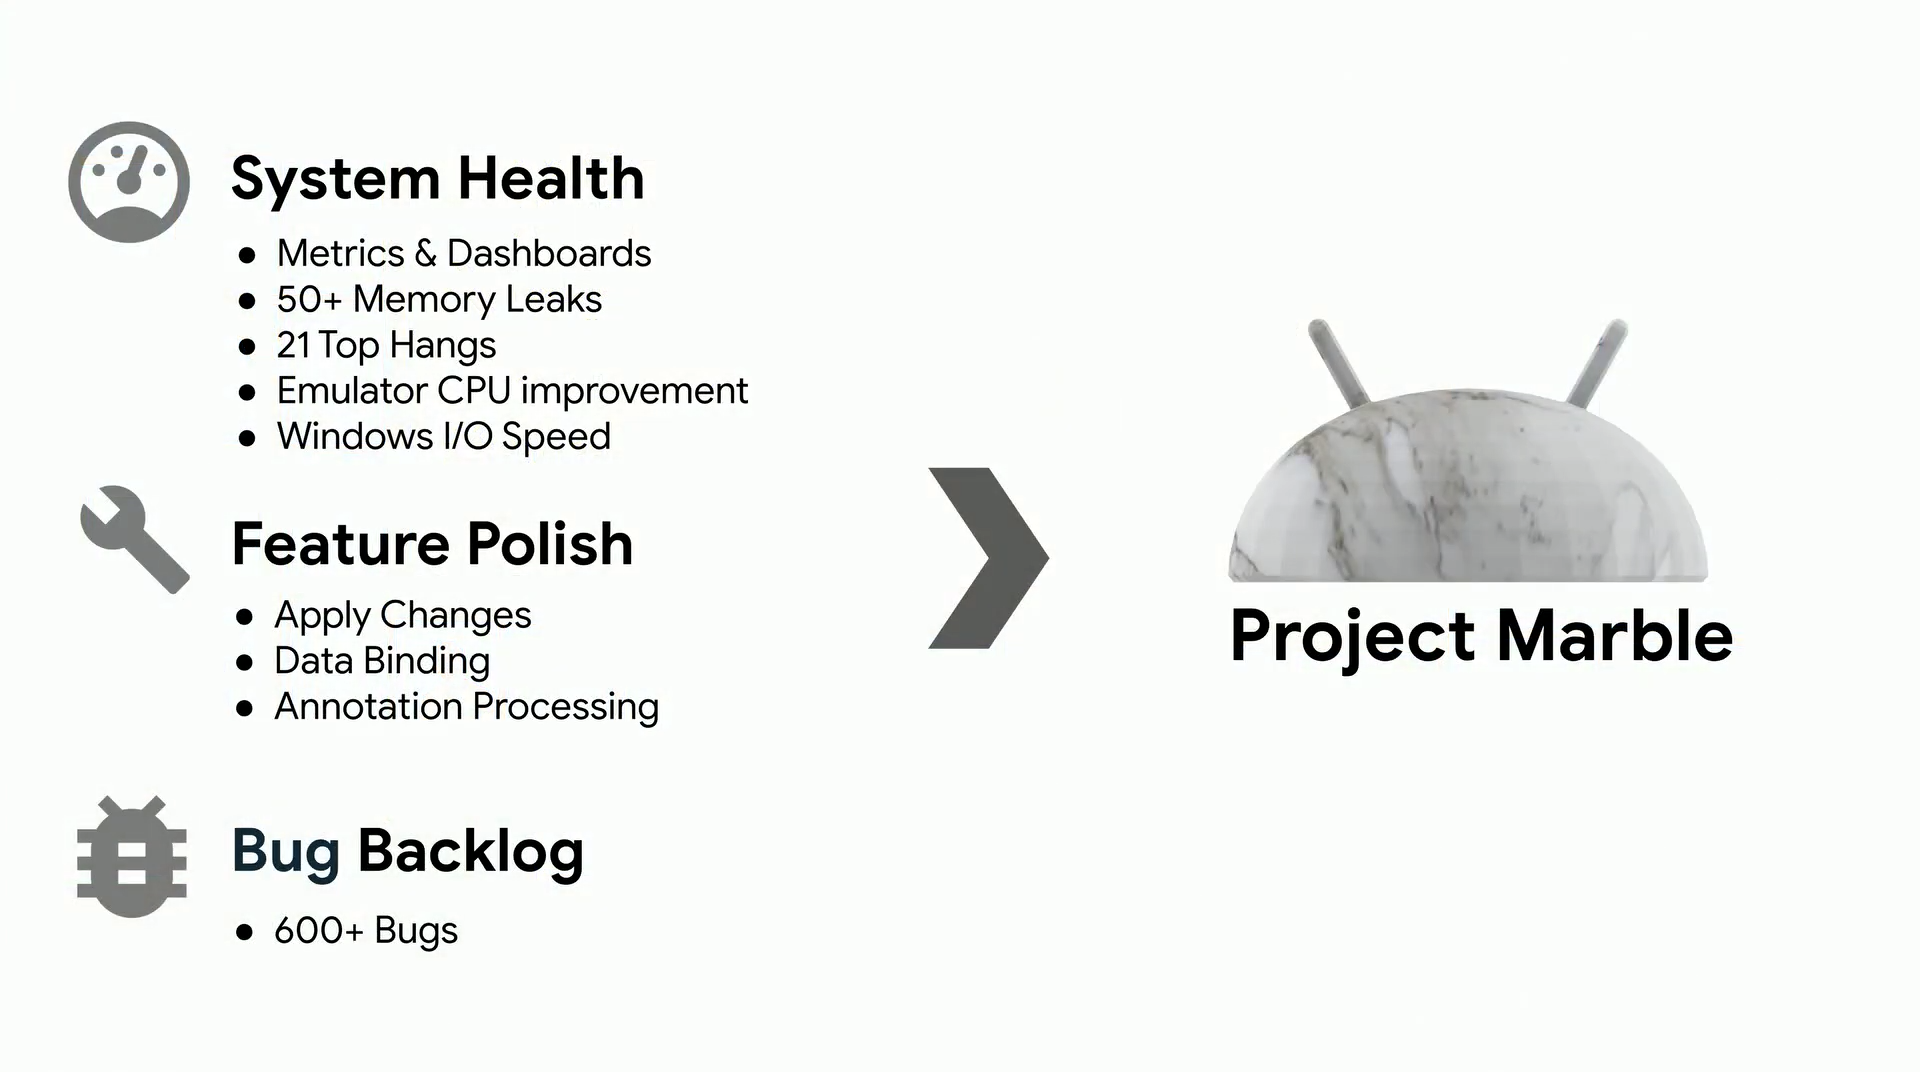 System Health
● Metrics & Dashboards
● 50+ Memory Leaks
● 21 Top Hangs
● Emulator CPU improvement
● Windows I/O Speed
Feature Polish
● Apply Changes
● Data Binding
● Annotation Processing
Bug Backlog
● 600+ Bugs
Project Marble